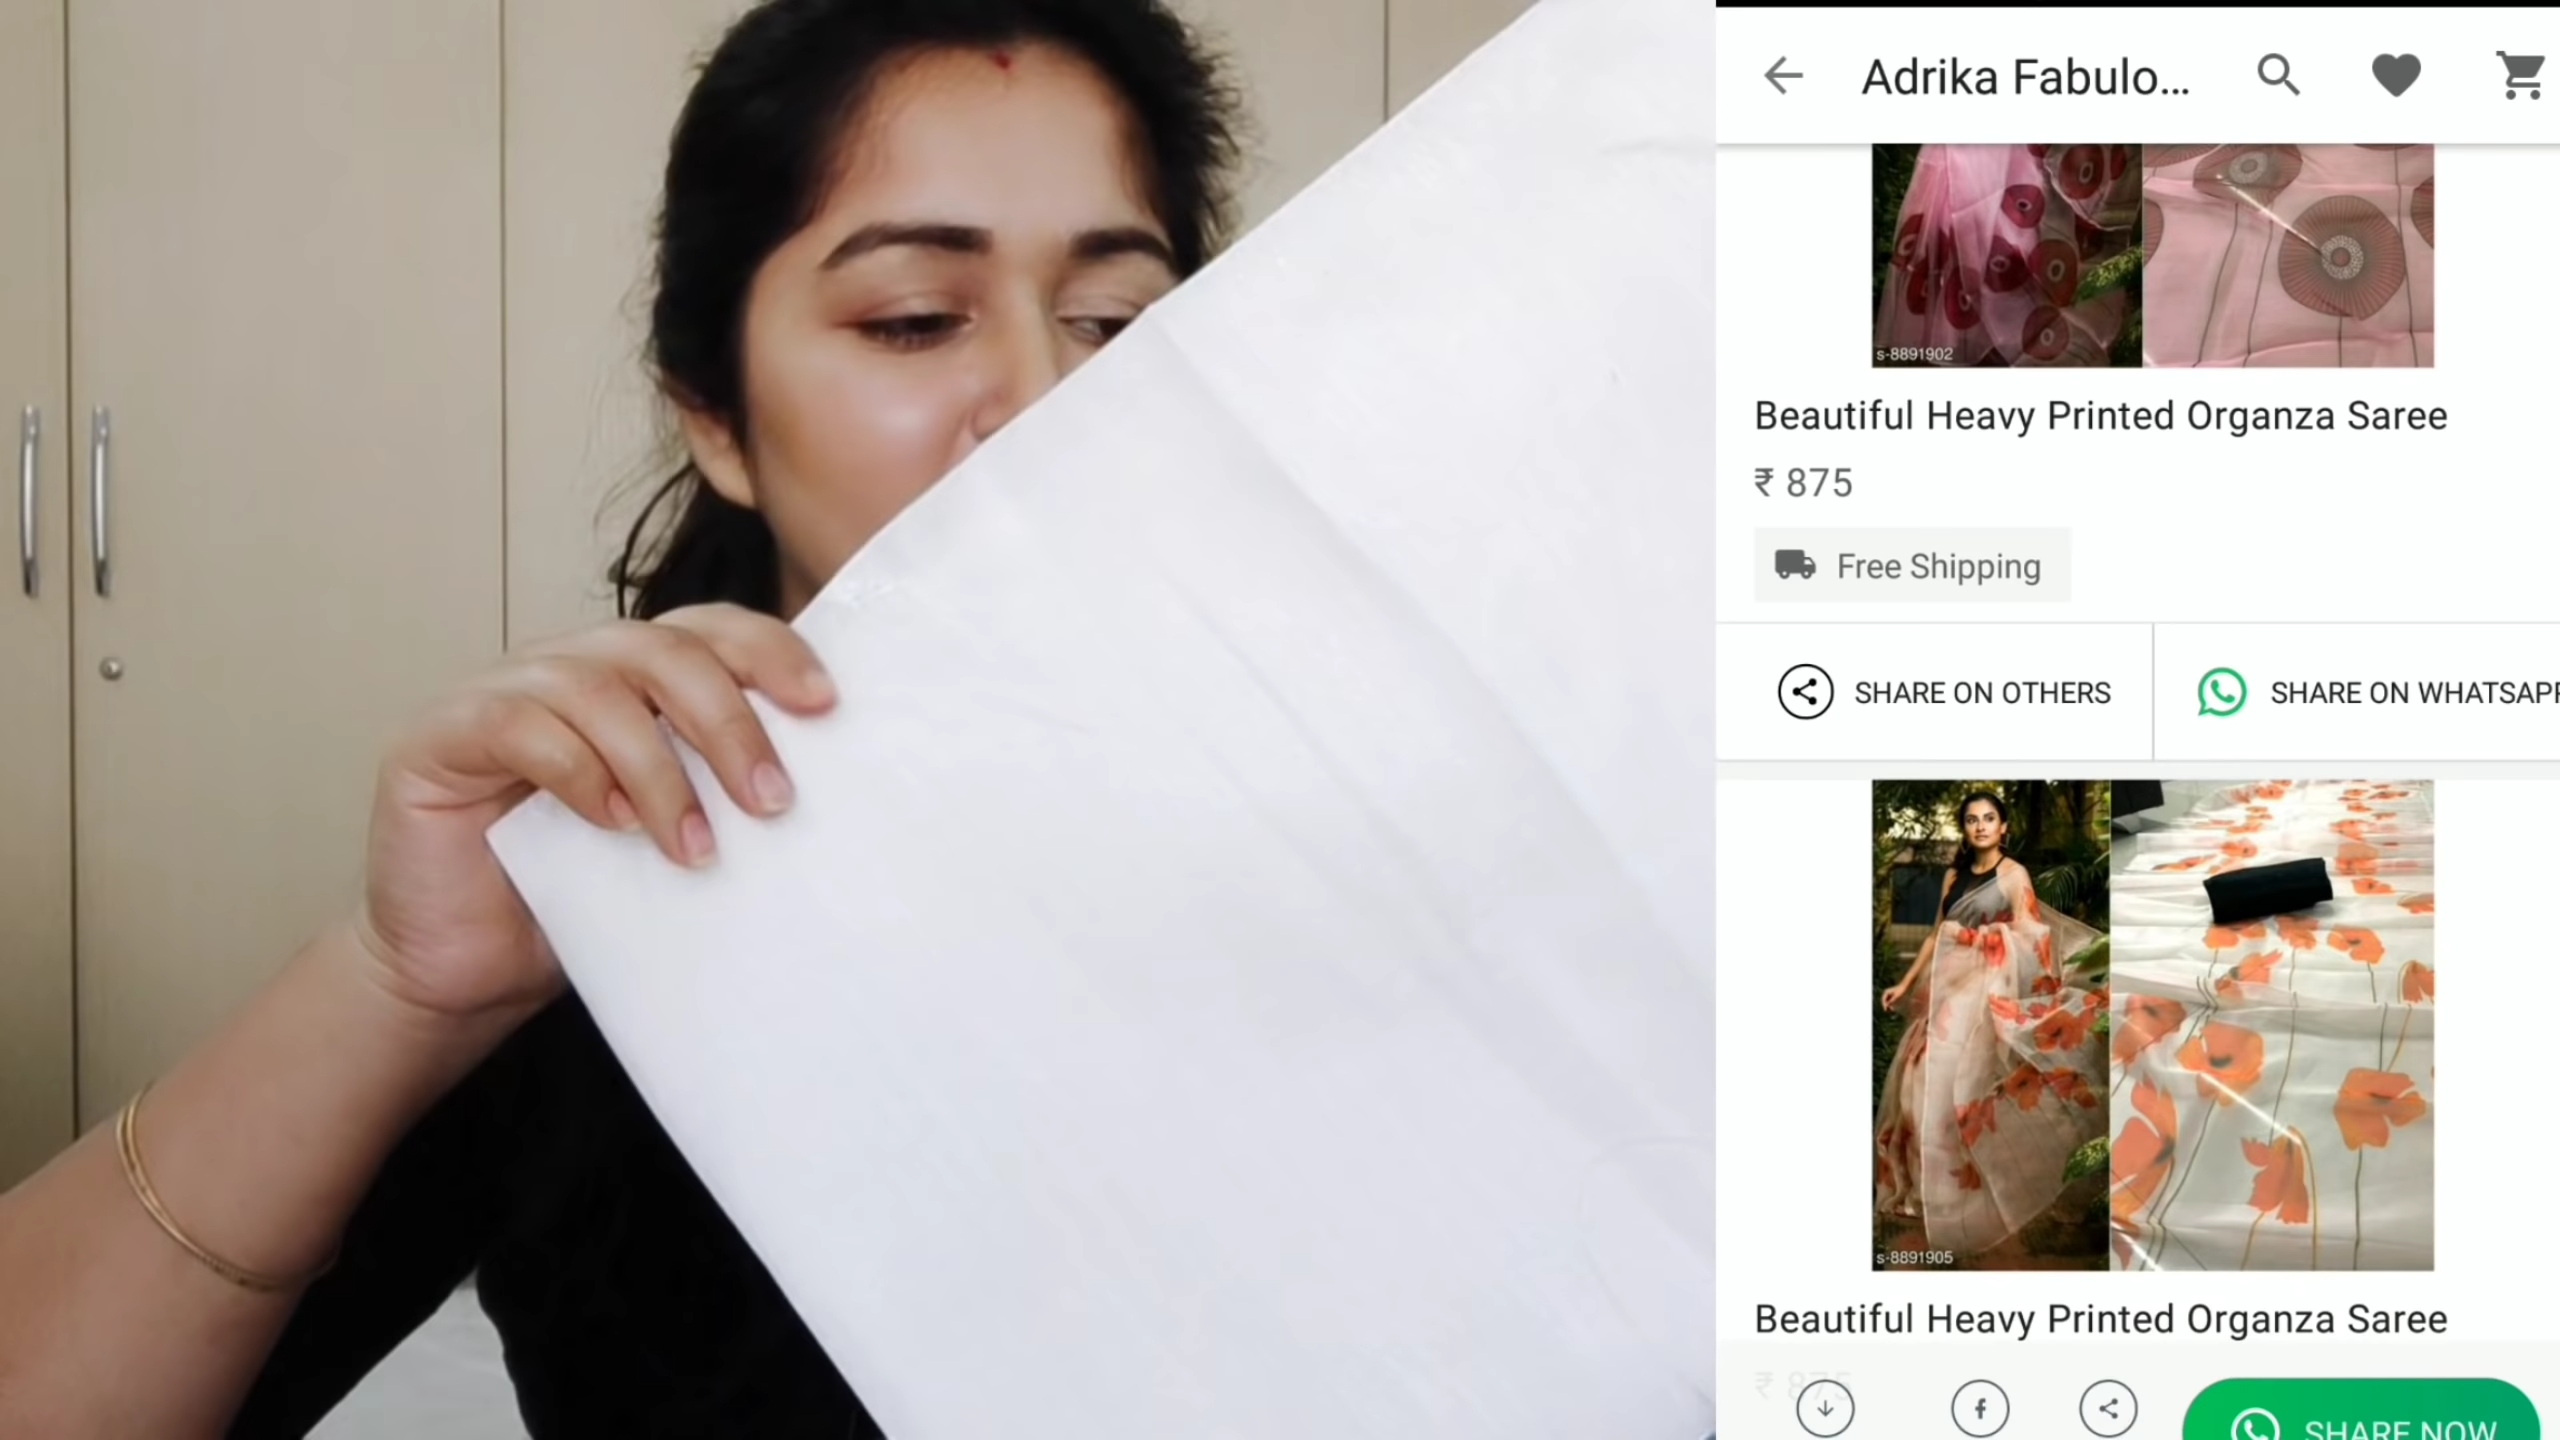 Adrika Fabulo...
s-8891902
Beautiful Heavy Printed Organza Saree
₹ 875
Free Shipping
SHARE ON OTHERS
SHARE ON WHATSAPP
s-8891905
Beautiful Heavy Printed Organza Saree
₹ 875
SHARE NOW